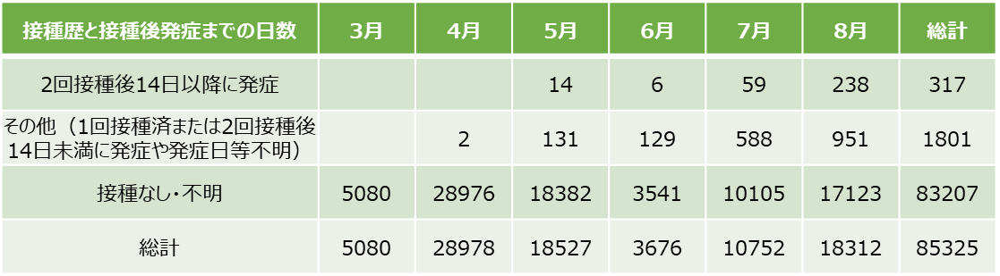 接種歴と接種後発症までの日数 3月 4月 5月 6月 7月 8月 総計
2回接種後14日以降に発症 14 6 59 238 317
その他（1回接種済または2回接種後
14日未満に発症や発症日等不明） 2 131 129 588 951 1801
接種なし・不明 5080 28976 18382 3541 10105 17123 83207
総計 5080 28978 18527 3676 10752 18312 85325